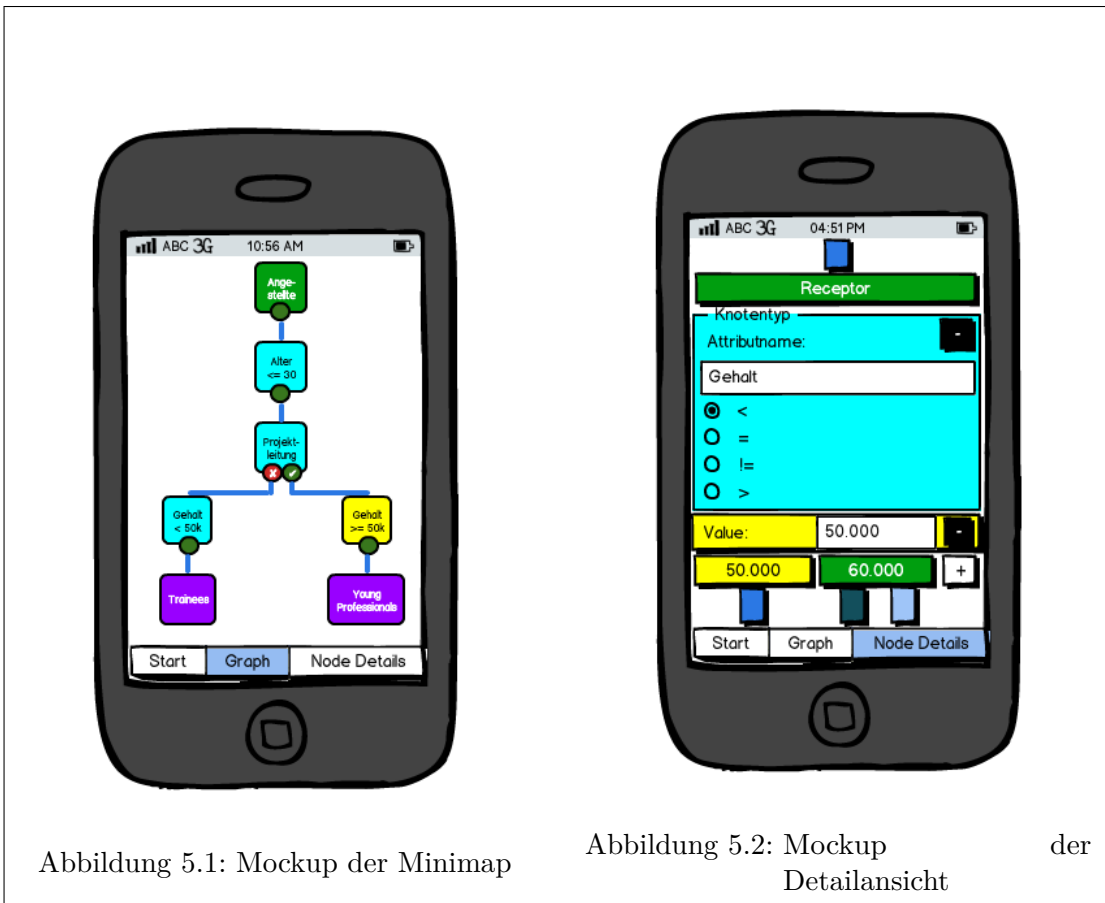 ABC 3G 10:56 AM
Ange-
stellte
Alter
<= 30
Projekt-
leitung
Gehalt
< 50k
Gehalt
>= 50k
Trainees
Young
Professionals
Start Graph Node Details
Abbildung 5.1: Mockup der Minimap
ABC 3G 04:51 PM
Receptor
Knotentyp
Attributname:
-
Gehalt
<
=
!=
>
Value: 50.000 -
50.000 60.000 +
Start Graph Node Details
Abbildung 5.2: Mockup der
Detailansicht